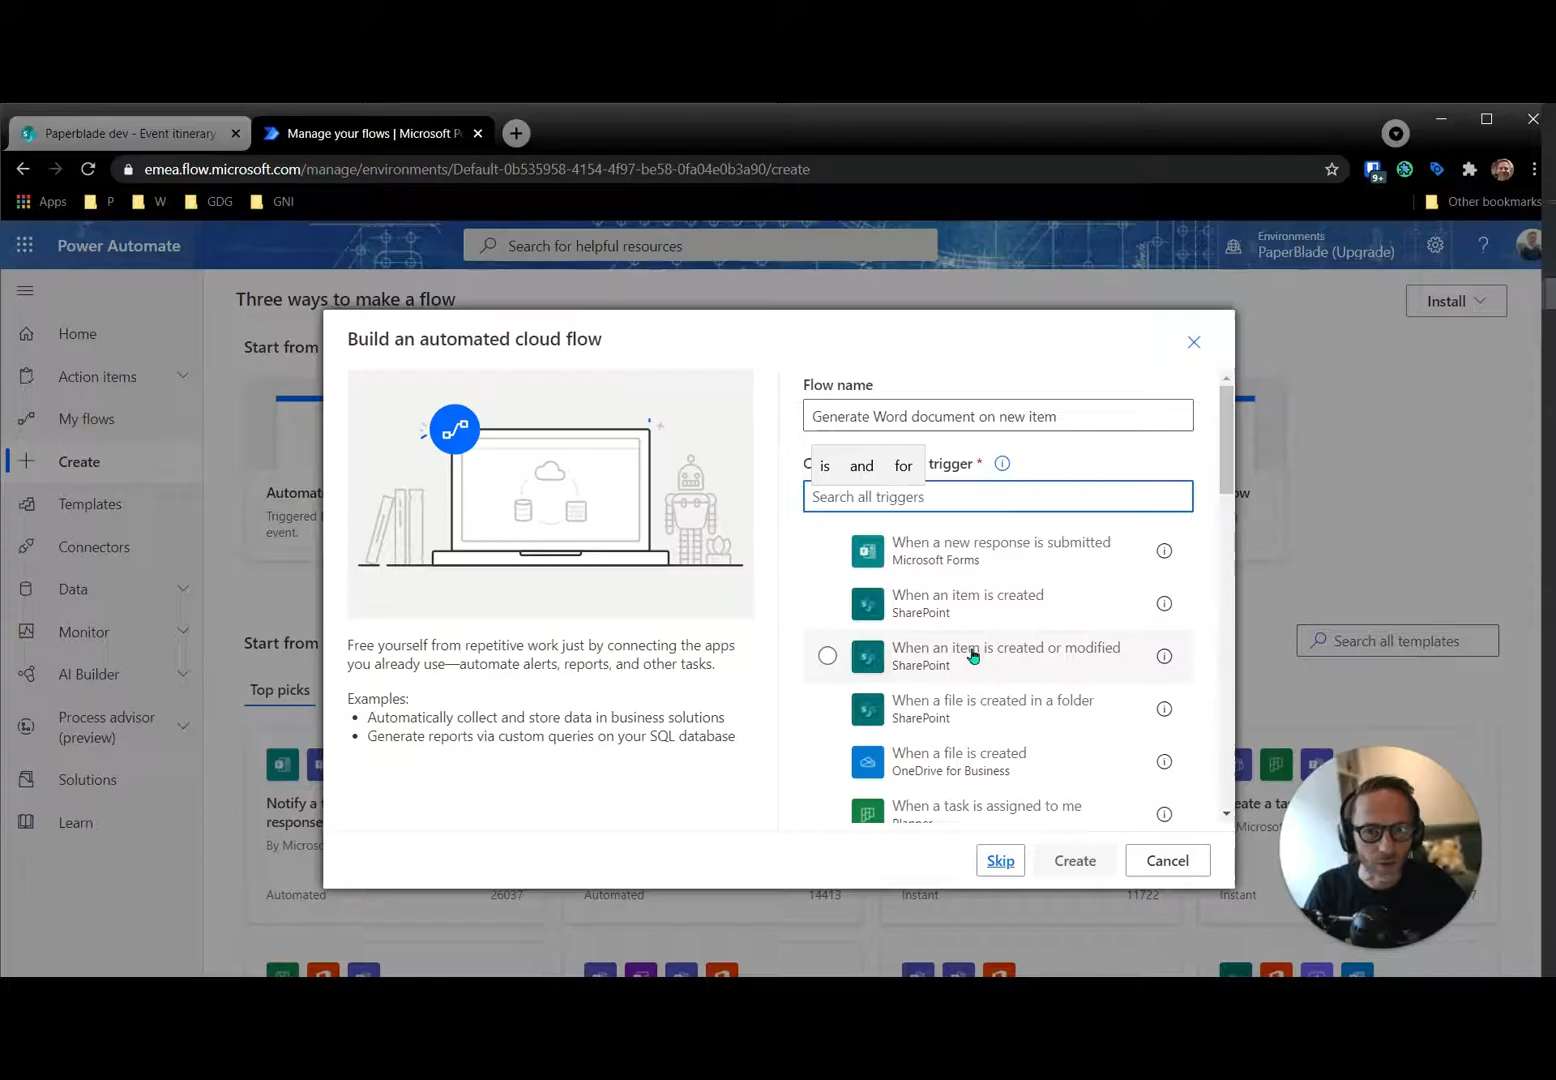 Paperblade dev - Event itinerary
Manage your flows | Microsoft P
emea.flow.microsoft.com/manage/environments/Default-0b535958-4154-4f97-be58-0fa04e0b3a90/create
9+
Apps
P
W
GDG
GNI
Other bookmarks
Power Automate
Search for helpful resources
Environments
PaperBlade (Upgrade)
?
Three ways to make a flow
Install
Home
Action items
My flows
Create
Templates
Connectors
Data
Monitor
AI Builder
Process advisor
(preview)
Solutions
Learn
Start from
Automat
Triggered
event.
Start from
Search all templates
Top picks
Notify a
response
By Microso
Automated
26037
Automated
14413
Instant
11722
Instant
eate a ta
Microsoft
ow
7
Build an automated cloud flow
Free yourself from repetitive work just by connecting the apps
you already use—automate alerts, reports, and other tasks.
Examples:
• Automatically collect and store data in business solutions
• Generate reports via custom queries on your SQL database
Flow name
Generate Word document on new item
C
is and for
trigger *
Search all triggers
When a new response is submitted
Microsoft Forms
When an item is created
SharePoint
When an item is created or modified
SharePoint
When a file is created in a folder
SharePoint
When a file is created
OneDrive for Business
When a task is assigned to me
Planner
Skip
Create
Cancel